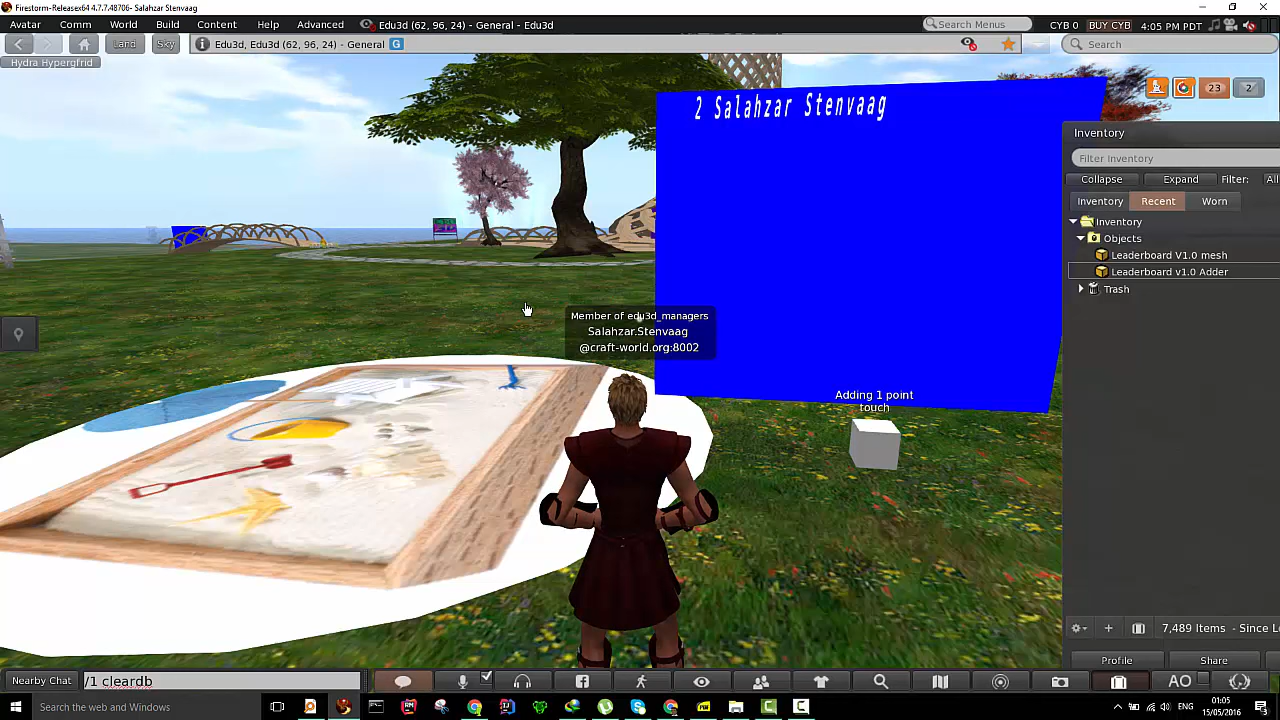 Firestorm-Releasex64 4.7.7.48706- Salahzar Stenvaag
Avatar Comm World Build Content Help Advanced Edu3d (62, 96, 24) - General - Edu3d
Search Menus
CYB 0 BUY CYB 4:05 PM PDT
Land Sky Edu3d, Edu3d (62, 96, 24) - General G
Search
Hydra Hypergfrid
23 2
2 Salahzar Stenvaag
Inventory
Filter Inventory
Collapse Expand Filter: All
Inventory Recent Worn
Inventory
Objects
Leaderboard V1.0 mesh
Leaderboard v1.0 Adder
Trash
Member of edu3d_managers
Salahzar.Stenvaag
@craft-world.org:8002
Adding 1 point
touch
7,489 Items - Since Lo
Profile Share
Nearby Chat /1 cleardb
AO
Search the web and Windows
ENG
01:05
15/05/2016